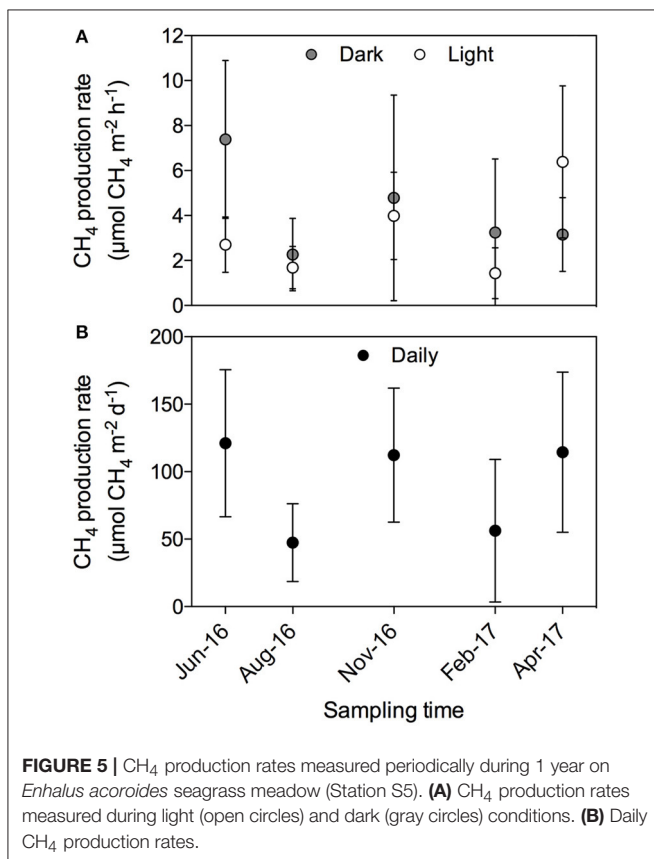 A
CH4 production rate
(µmol CH4 m-2 h-1)
12
10
8
6
4
2
0
Dark
Light
B
CH4 production rate
(µmol CH4 m-2 d-1)
200
150
100
50
0
Daily
Jun-16
Aug-16
Nov-16
Feb-17
Apr-17
Sampling time
FIGURE 5 | CH4 production rates measured periodically during 1 year on
Enhalus acoroides seagrass meadow (Station S5). (A) CH4 production rates
measured during light (open circles) and dark (gray circles) conditions. (B) Daily
CH4 production rates.